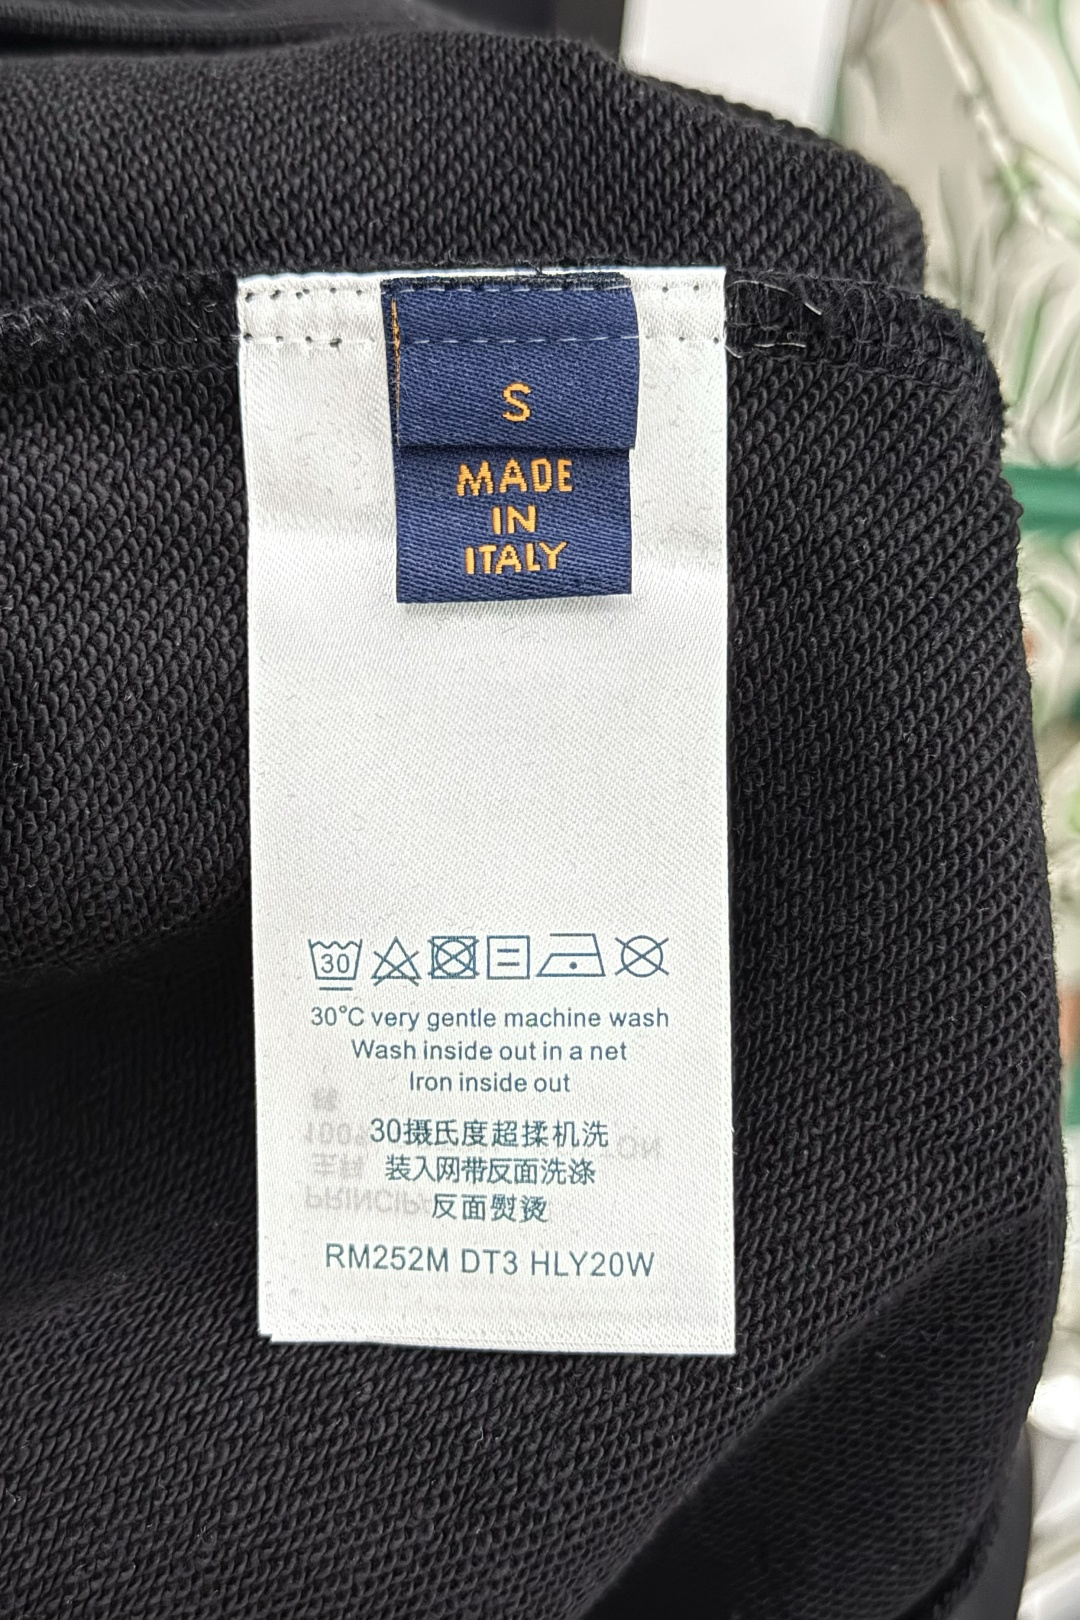 S
MADE
IN
ITALY
30
30°C very gentle machine wash
Wash inside out in a net
Iron inside out
30摄氏度超揉机洗
装入网带反面洗涤
反面熨烫
RM252M DT3 HLY20W